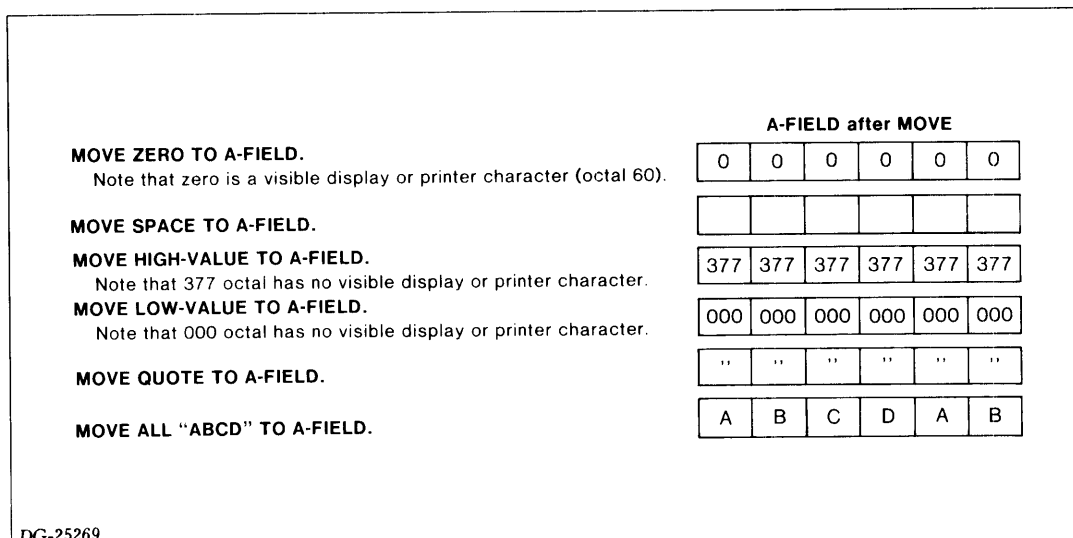 A-FIELD after MOVE
MOVE ZERO TO A-FIELD.
0 0 0 0 0 0
Note that zero is a visible display or printer character (octal 60).
MOVE SPACE TO A-FIELD.
MOVE HIGH-VALUE TO A-FIELD.
377 377 377 377 377 377
Note that 377 octal has no visible display or printer character.
MOVE LOW-VALUE TO A-FIELD.
000 000 000 000 000 000
Note that 000 octal has no visible display or printer character.
MOVE QUOTE TO A-FIELD.
" " " " " "
MOVE ALL “ABCD” TO A-FIELD.
A B C D A B
DG-25269